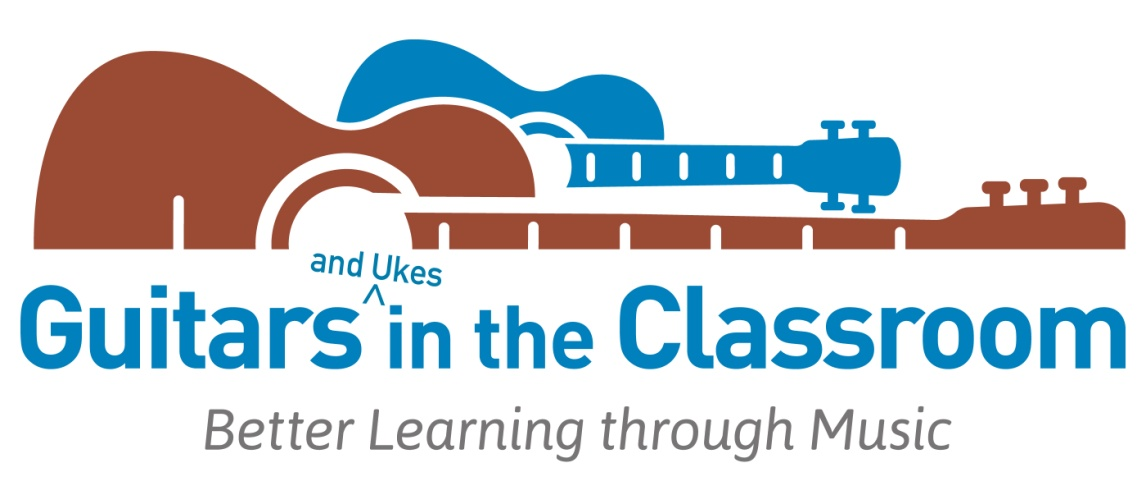 and Ukes
Guitars ^ in the Classroom
Better Learning through Music